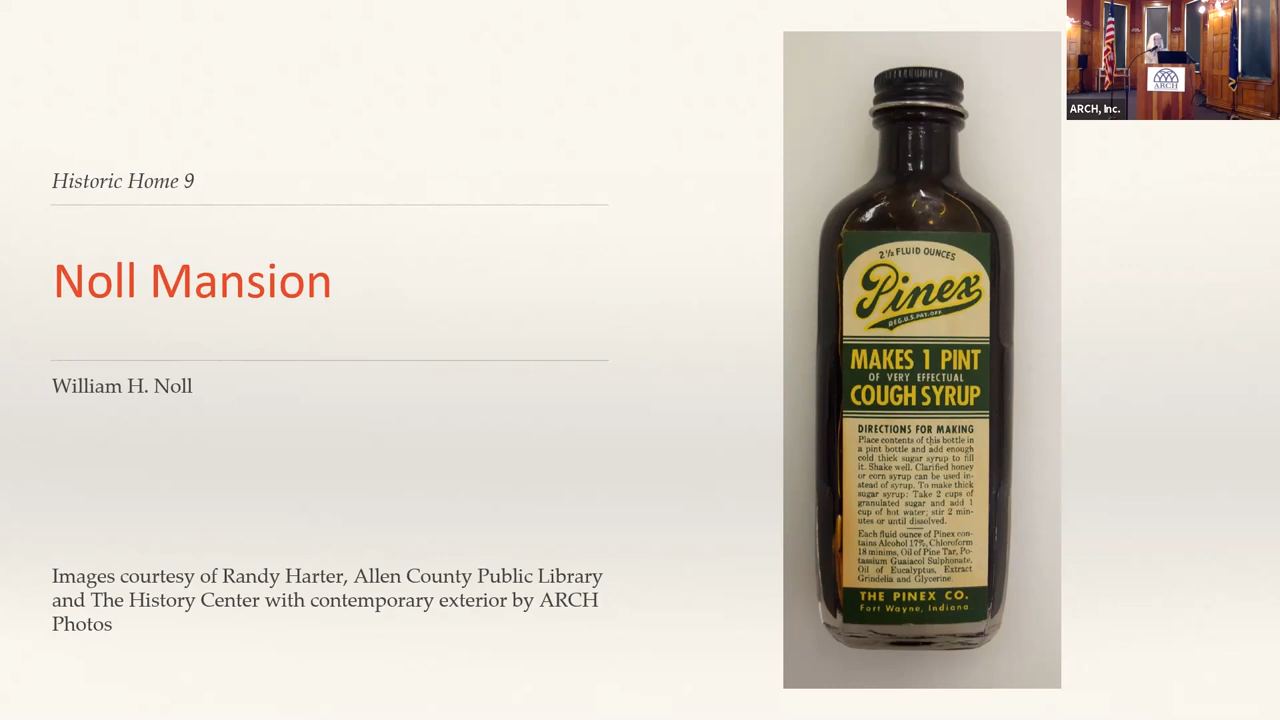 Historic Home 9
Noll Mansion
William H. Noll
Images courtesy of Randy Harter, Allen County Public Library
and The History Center with contemporary exterior by ARCH
Photos
2½ FLUID OUNCES
Pinex
REG.U.S.PAT.OFF.
MAKES 1 PINT
OF VERY EFFECTUAL
COUGH SYRUP
DIRECTIONS FOR MAKING
Place contents of this bottle in
a pint bottle and add enough
cold thick sugar syrup to fill
it. Shake well. Clarified honey
or corn syrup can be used in-
stead of syrup. To make thick
sugar syrup: Take 2 cups of
granulated sugar and add 1
cup of hot water; stir 2 min-
utes or until dissolved.
Each fluid ounce of Pinex con-
tains Alcohol 17%, Chloroform
18 minims, Oil of Pine Tar, Po-
tassium Guaiacol Sulphonate,
Oil of Eucalyptus, Extract
Grindelia and Glycerine.
THE PINEX CO.
Fort Wayne, Indiana
ARCH
ARCH, Inc.